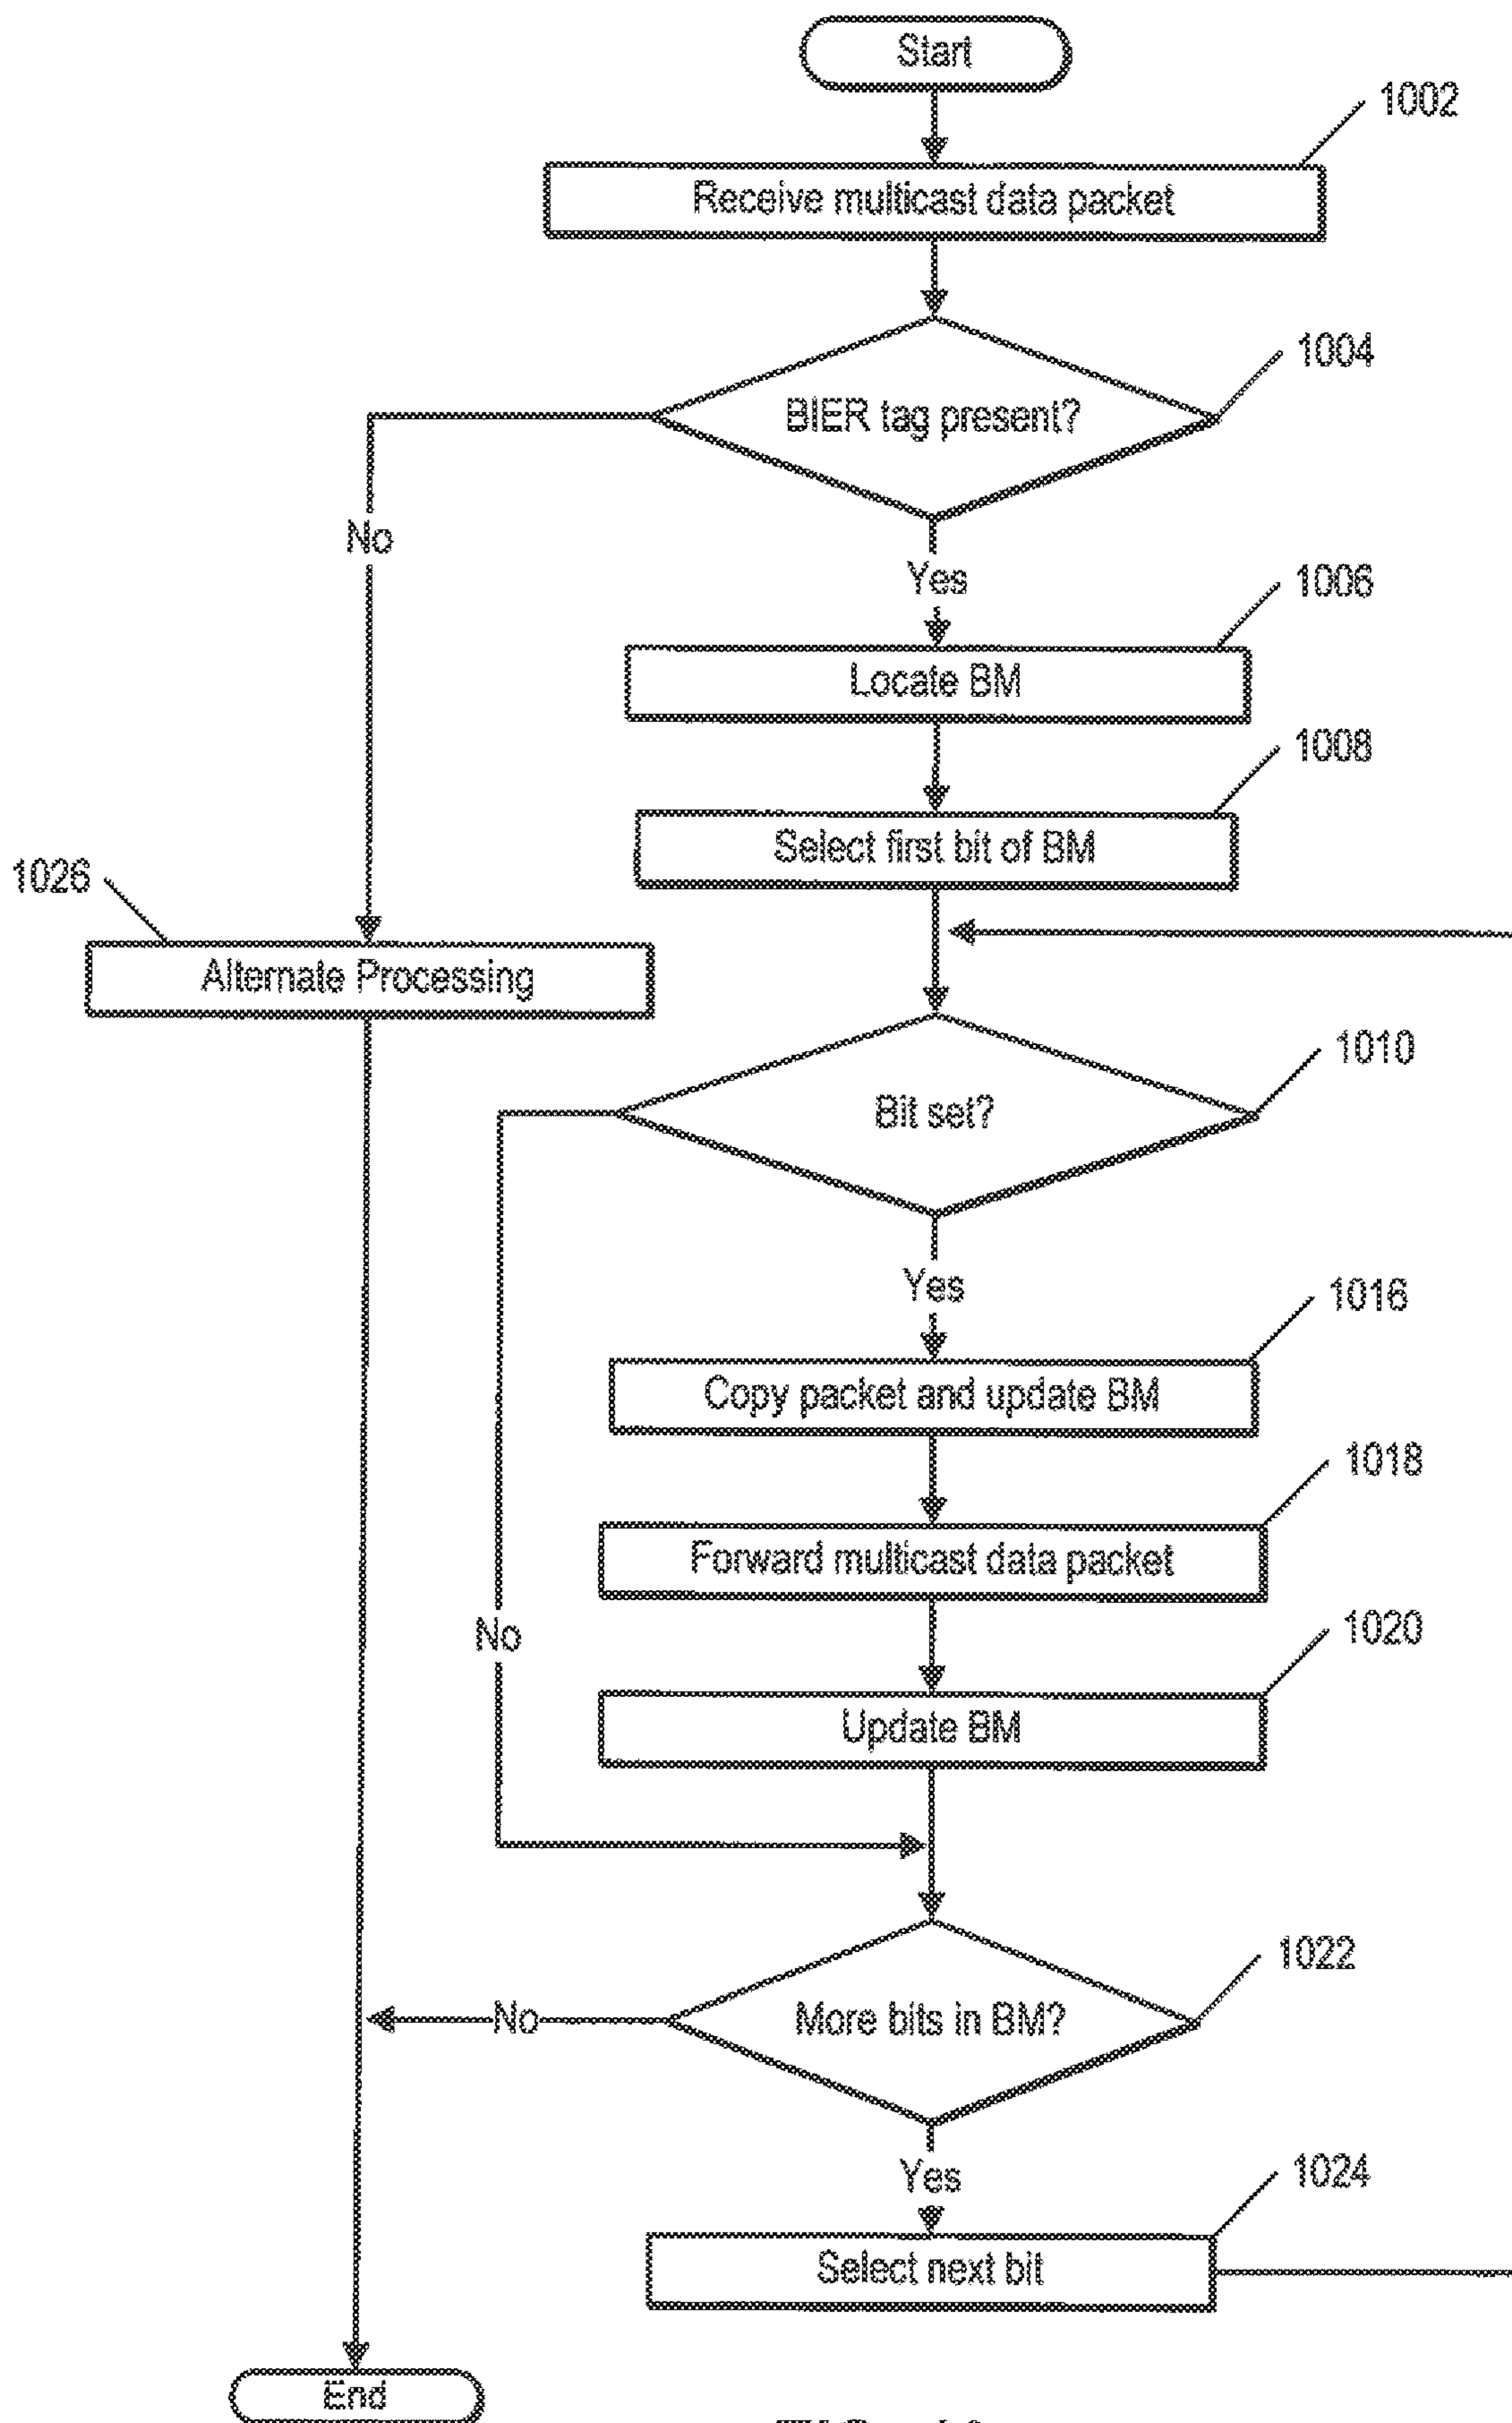 Start
1002
Receive multicast data packet
1004
BIER tag present?
No
Yes
1006
Locate BM
1008
Select first bit of BM
1026
Alternate Processing
1010
Bit set?
Yes
1016
Copy packet and update BM
1018
Forward multicast data packet
No
1020
Update BM
1022
More bits in BM?
No
Yes
1024
Select next bit
End